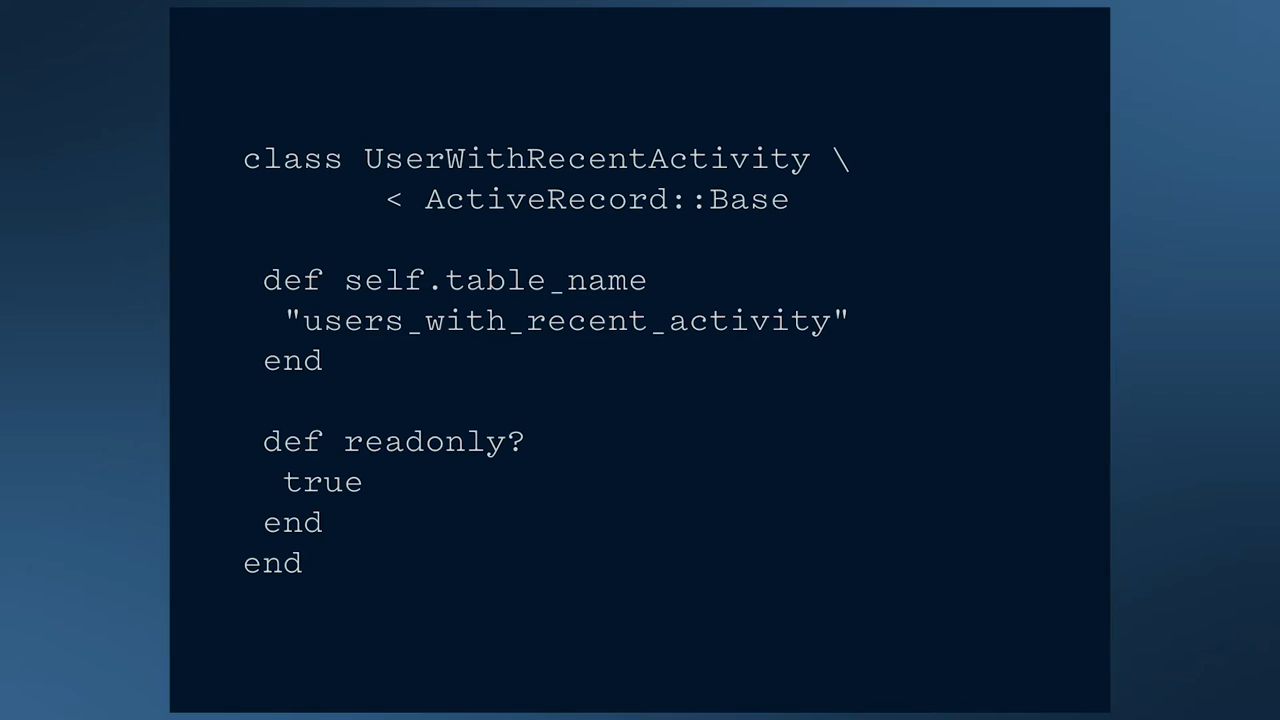 class UserWithRecentActivity \
        < ActiveRecord::Base

  def self.table_name
    "users_with_recent_activity"
  end

  def readonly?
    true
  end
end